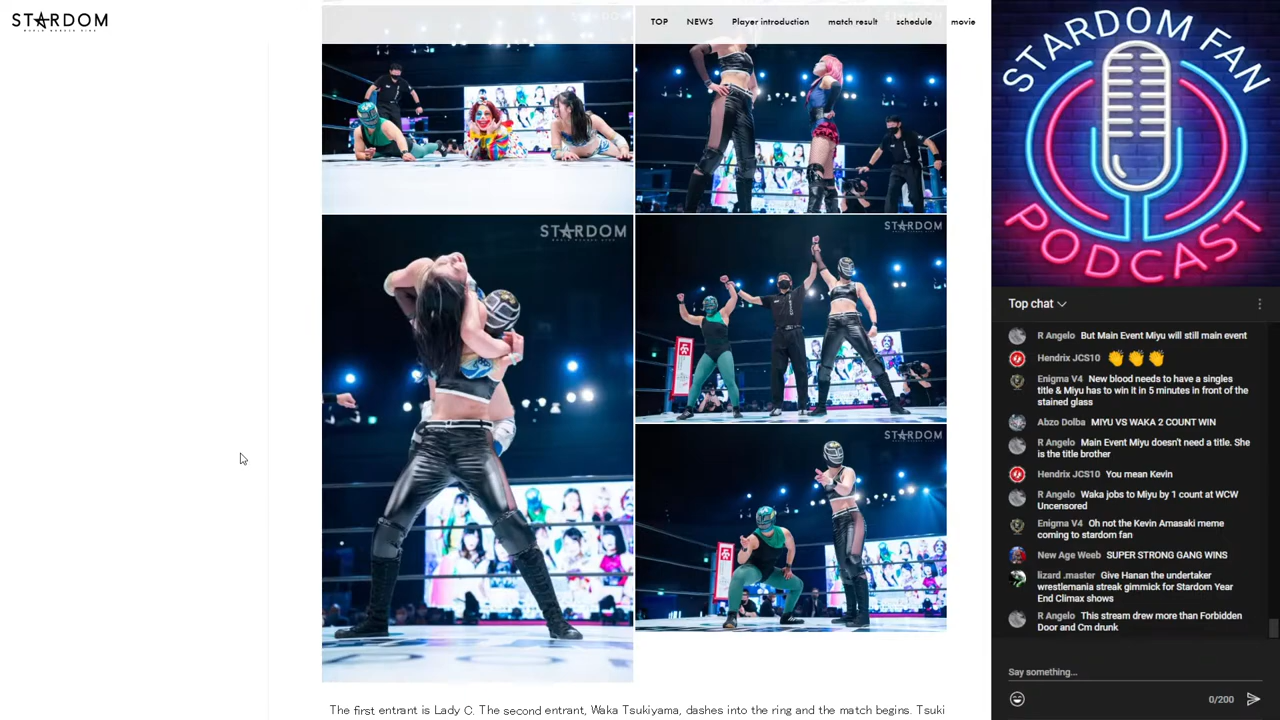 STARDOM
WORLD WONDER RING
TOP NEWS Player introduction match result schedule movie
STARDOM
STARDOM
STARDOM
The first entrant is Lady C. The second entrant, Waka Tsukiyama, dashes into the ring and the match begins. Tsuki
STARDOM FAN
PODCAST
Top chat
R Angelo But Main Event Miyu will still main event
Hendrix JCS10 👏 👏 👏
Enigma V4 New blood needs to have a singles
title & Miyu has to win it in 5 minutes in front of the
stained glass
Abzo Dolba MIYU VS WAKA 2 COUNT WIN
R Angelo Main Event Miyu doesn't need a title. She
is the title brother
Hendrix JCS10 You mean Kevin
R Angelo Waka jobs to Miyu by 1 count at WCW
Uncensored
Enigma V4 Oh not the Kevin Amasaki meme
coming to stardom fan
New Age Weeb SUPER STRONG GANG WINS
lizard .master Give Hanan the undertaker
wrestlemania streak gimmick for Stardom Year
End Climax shows
R Angelo This stream drew more than Forbidden
Door and Cm drunk
Say something...
0/200